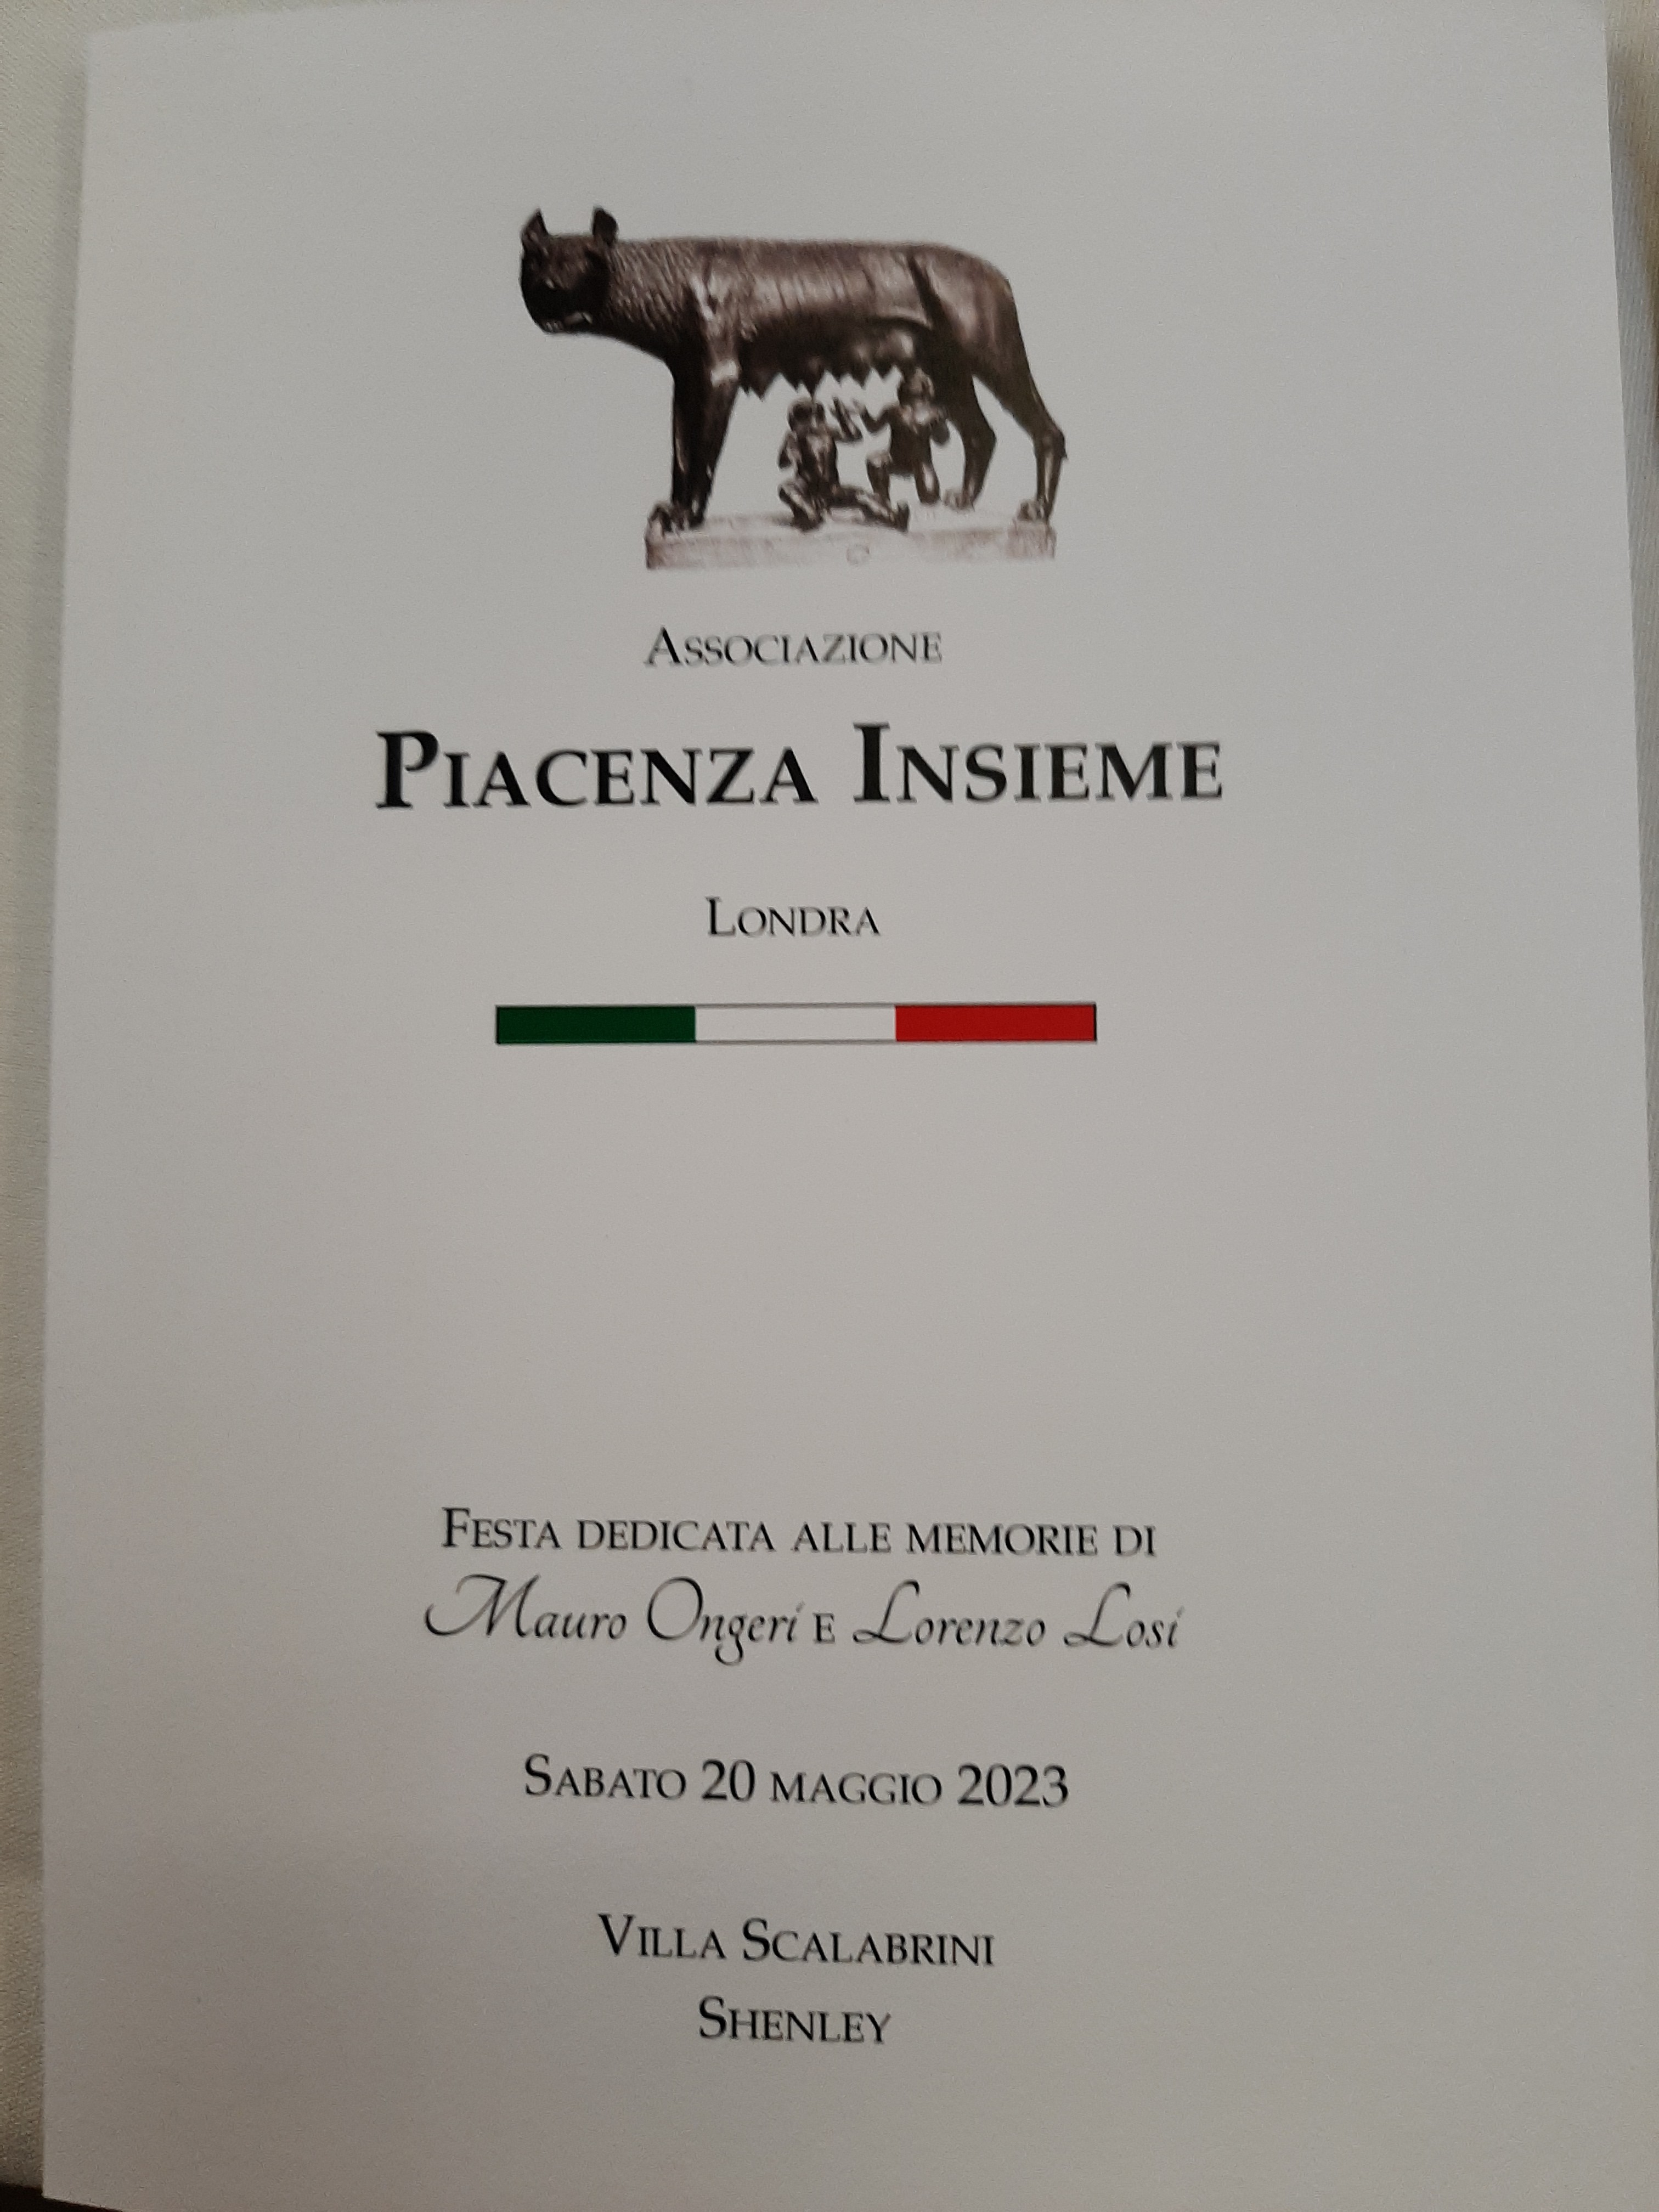 Associazione
Piacenza Insieme
Londra
Festa dedicata alle memorie di
Mauro Ongeri e Lorenzo Losi
Sabato 20 maggio 2023
Villa Scalabrini
Shenley